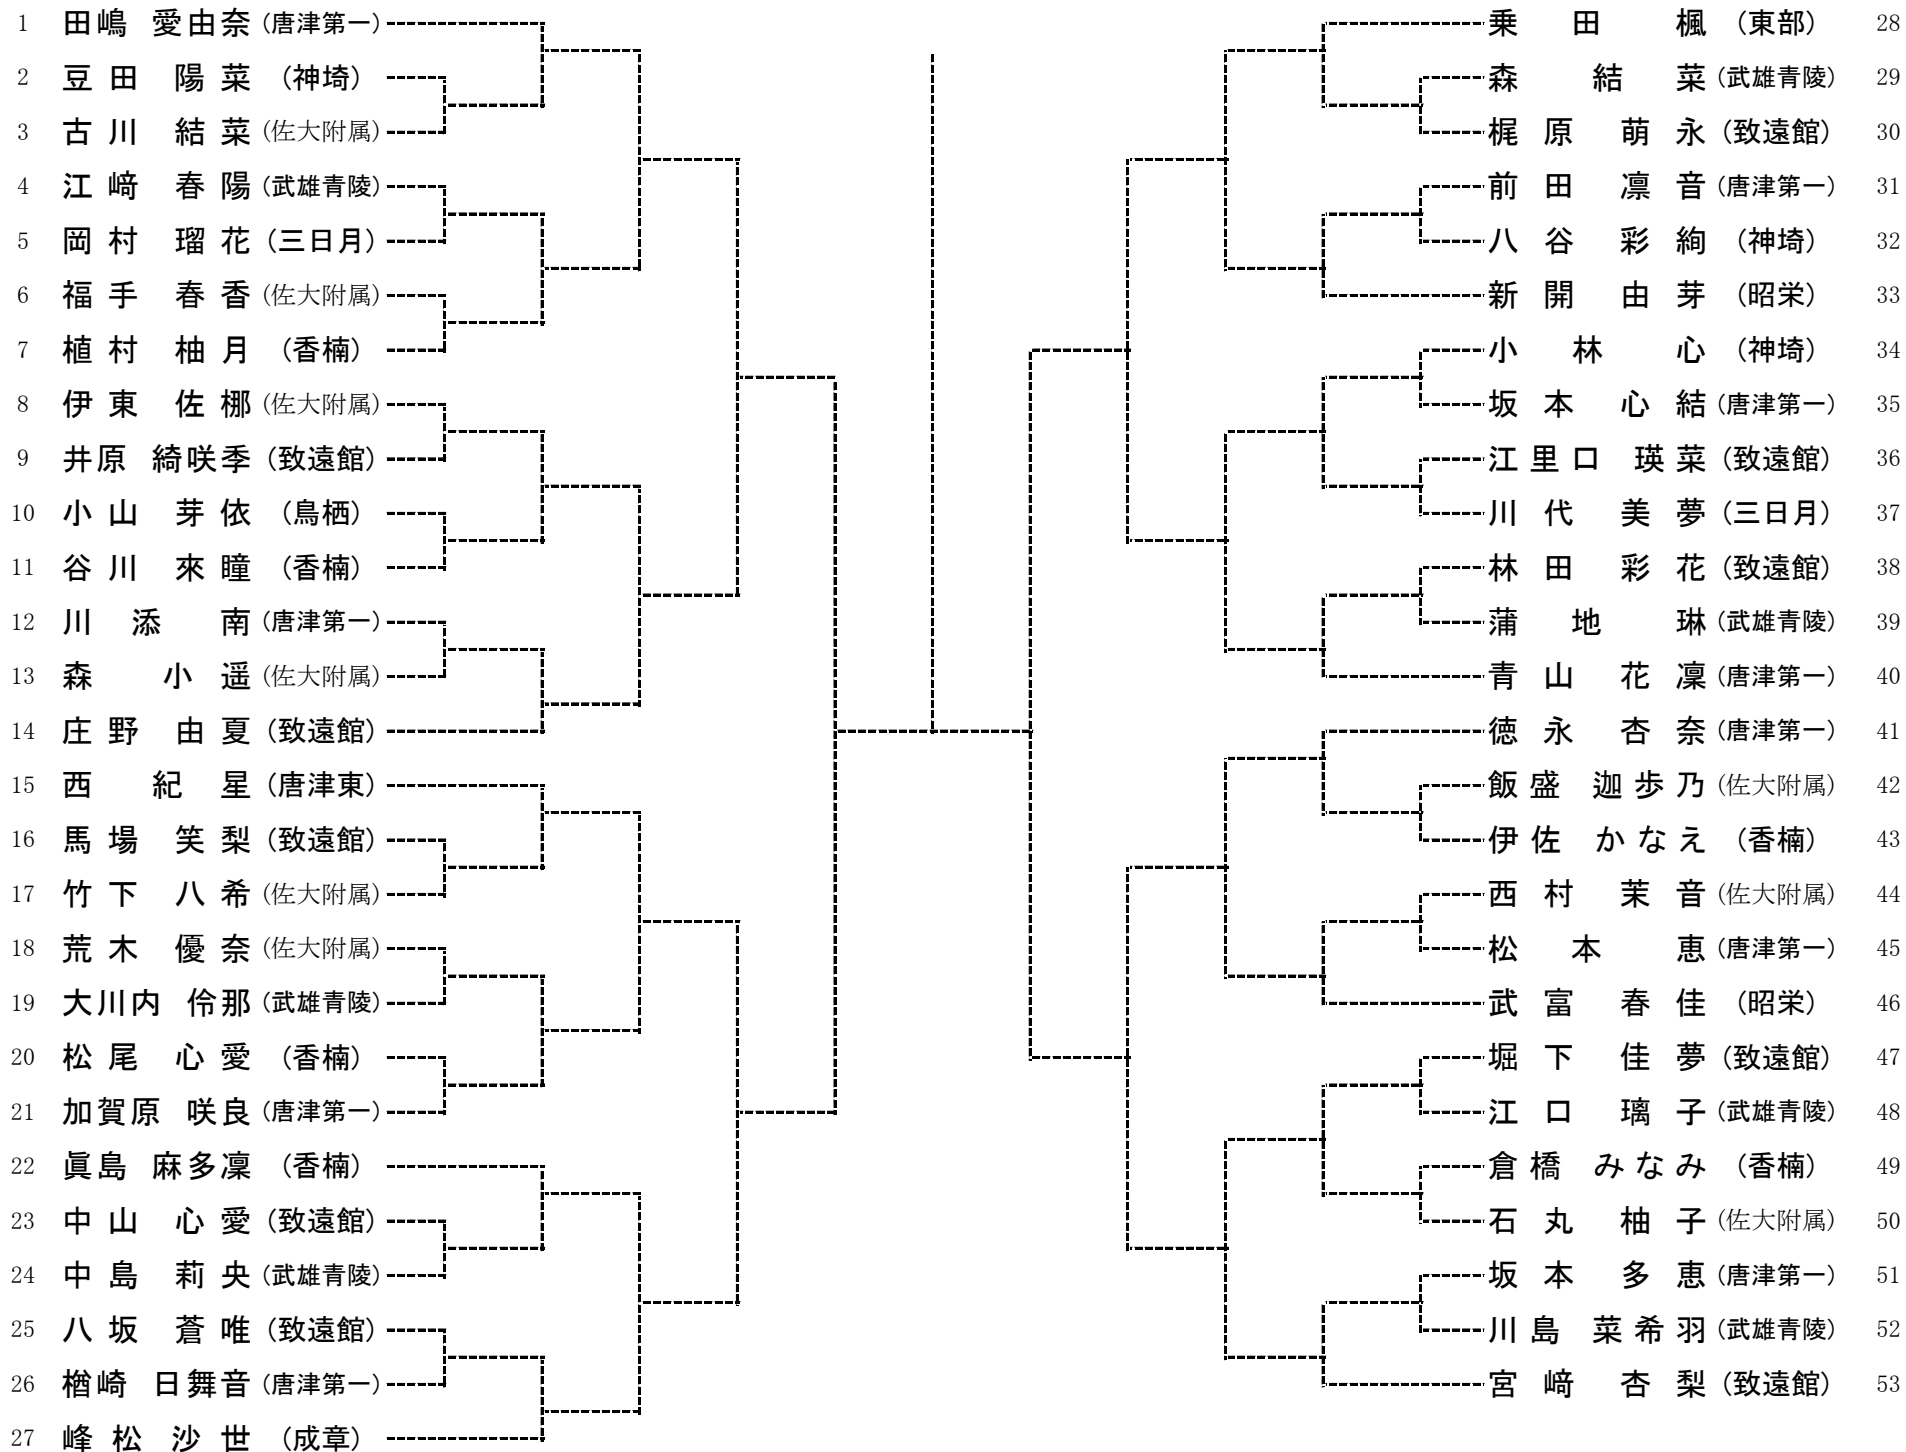 1 田嶋 愛由奈 (唐津第一)
2 豆田 陽菜 (神埼)
3 古川 結菜 (佐大附属)
4 江﨑 春陽 (武雄青陵)
5 岡村 瑠花 (三日月)
6 福手 春香 (佐大附属)
7 植村 柚月 (香楠)
8 伊東 佐梛 (佐大附属)
9 井原 綺咲季 (致遠館)
10 小山 芽依 (鳥栖)
11 谷川 來瞳 (香楠)
12 川添 南 (唐津第一)
13 森 小遥 (佐大附属)
14 庄野 由夏 (致遠館)
15 西 紀星 (唐津東)
16 馬場 笑梨 (致遠館)
17 竹下 八希 (佐大附属)
18 荒木 優奈 (佐大附属)
19 大川内 伶那 (武雄青陵)
20 松尾 心愛 (香楠)
21 加賀原 咲良 (唐津第一)
22 眞島 麻多凜 (香楠)
23 中山 心愛 (致遠館)
24 中島 莉央 (武雄青陵)
25 八坂 蒼唯 (致遠館)
26 楢崎 日舞音 (唐津第一)
27 峰松 沙世 (成章)
乗田 楓 (東部) 28
森 結菜 (武雄青陵) 29
梶原 萌永 (致遠館) 30
前田 凛音 (唐津第一) 31
八谷 彩絢 (神埼) 32
新開 由芽 (昭栄) 33
小林 心 (神埼) 34
坂本 心結 (唐津第一) 35
江里口 瑛菜 (致遠館) 36
川代 美夢 (三日月) 37
林田 彩花 (致遠館) 38
蒲地 琳 (武雄青陵) 39
青山 花凜 (唐津第一) 40
徳永 杏奈 (唐津第一) 41
飯盛 迦歩乃 (佐大附属) 42
伊佐 かなえ (香楠) 43
西村 茉音 (佐大附属) 44
松本 恵 (唐津第一) 45
武富 春佳 (昭栄) 46
堀下 佳夢 (致遠館) 47
江口 璃子 (武雄青陵) 48
倉橋 みなみ (香楠) 49
石丸 柚子 (佐大附属) 50
坂本 多恵 (唐津第一) 51
川島 菜希羽 (武雄青陵) 52
宮﨑 杏梨 (致遠館) 53